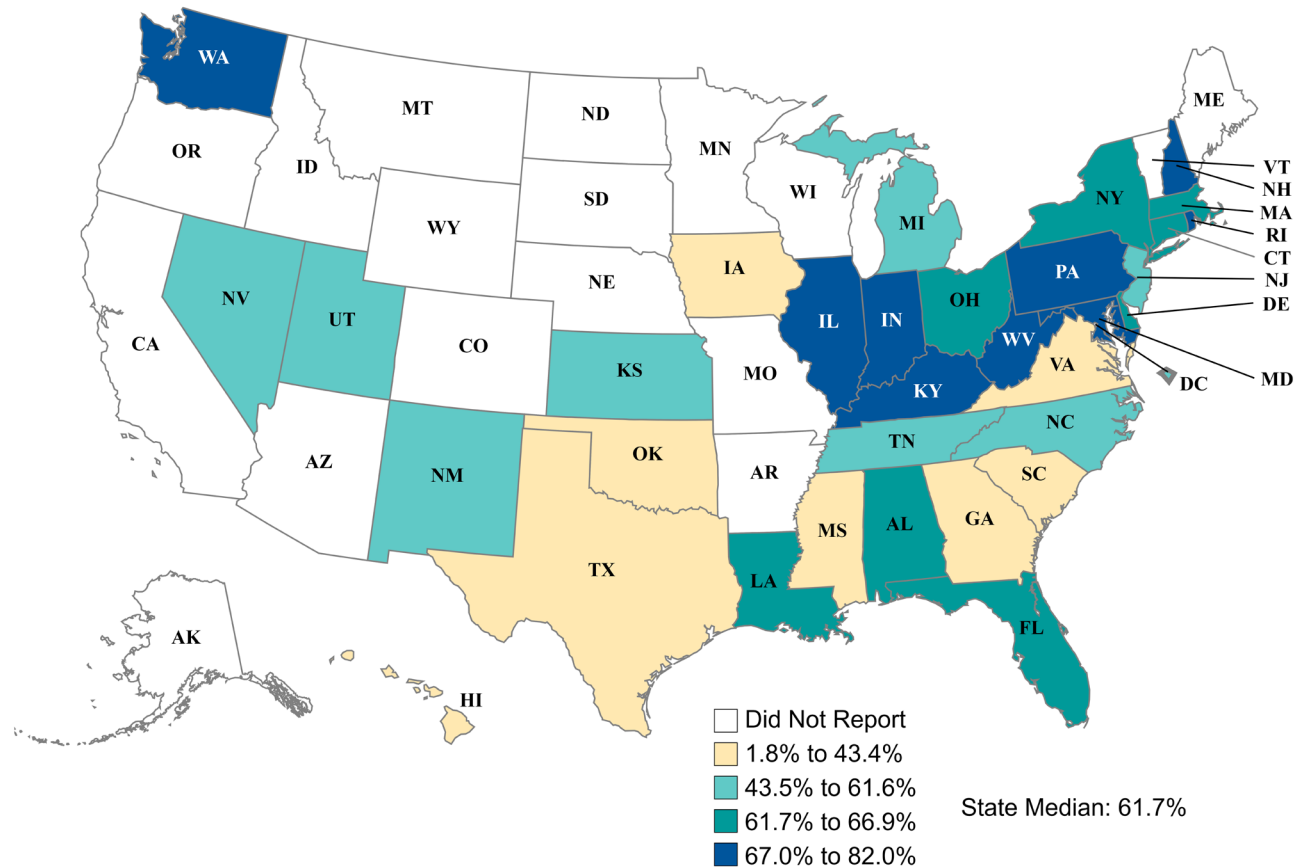 WA
MT
ND
MN
ME
OR
ID
SD
WI
VT
NH
WY
MI
NY
MA
RI
CT
IA
NE
PA
NJ
NV
UT
OH
DE
IL
IN
WV
CA
CO
KS
MO
VA
MD
DC
KY
NC
TN
AZ
NM
OK
AR
SC
MS
AL
GA
TX
LA
FL
AK
HI
Did Not Report
1.8% to 43.4%
43.5% to 61.6%
61.7% to 66.9%
67.0% to 82.0%
State Median: 61.7%